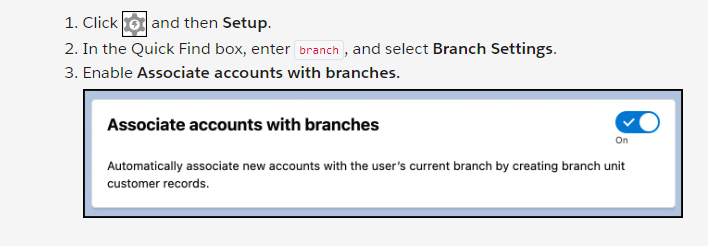 1. Click and then Setup.
2. In the Quick Find box, enter branch, and select Branch Settings.
3. Enable Associate accounts with branches.
Associate accounts with branches
On
Automatically associate new accounts with the user's current branch by creating branch unit
customer records.